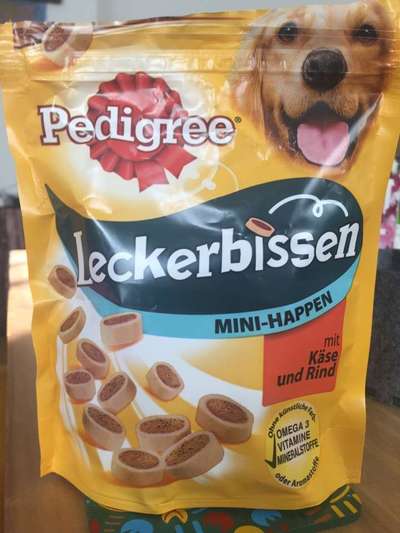 Pedigree®
Leckerbissen
MINI-HAPPEN
mit
Käse
und Rind
Ohne künstliche Farb-
OMEGA 3
VITAMINE
MINERALSTOFFE
oder Aromastoffe